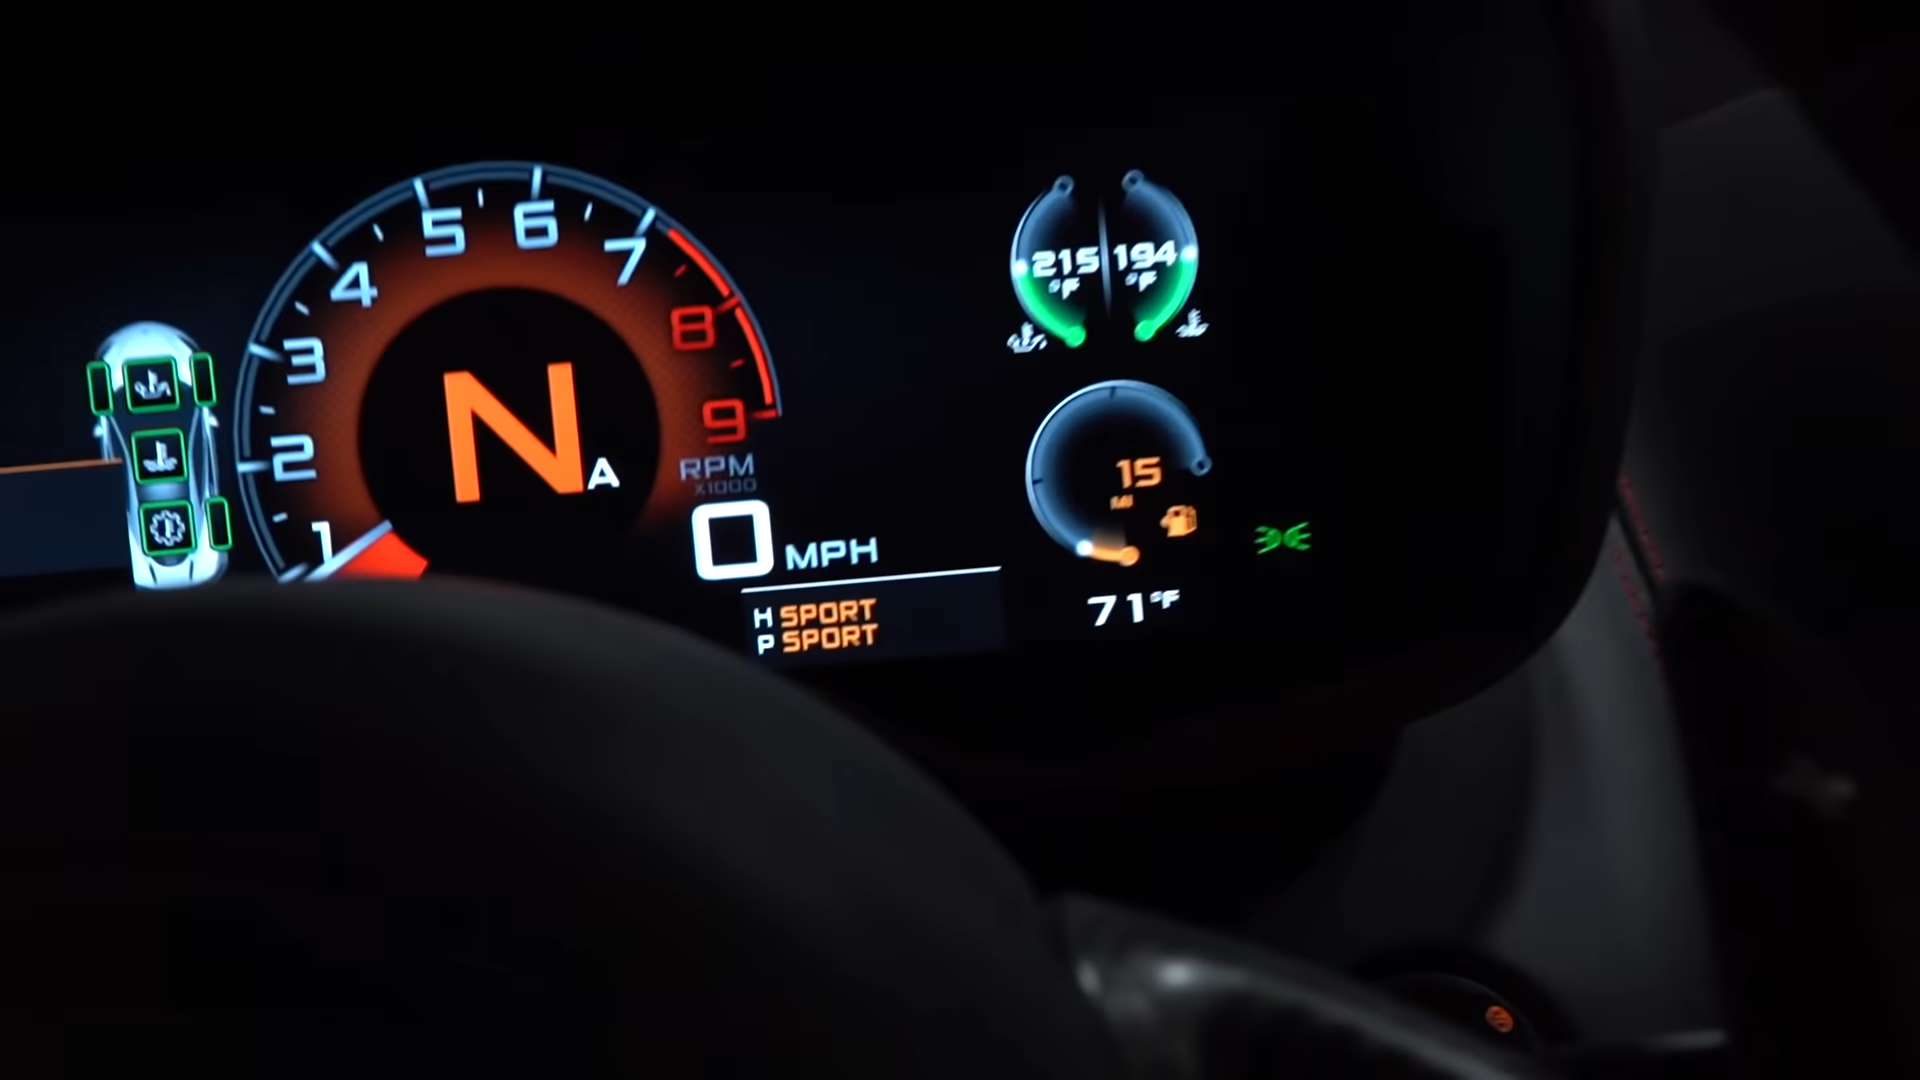 1
2
3
4
5
6
7
8
9
RPM
X1000
N A
0 MPH
H SPORT
P SPORT
215 °F
194 °F
15
MI
71°F